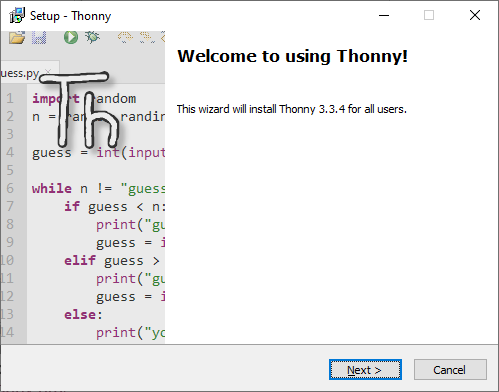 Setup - Thonny
Welcome to using Thonny!
This wizard will install Thonny 3.3.4 for all users.
uess.py
Th
1 import random
2 n = randin
3
4 guess = int(input
5
6 while n != "guess
7 if guess < n:
8 print("gu
9 guess = i
10 elif guess >
11 print("gu
12 guess = i
13 else:
14 print("yo
Next >
Cancel